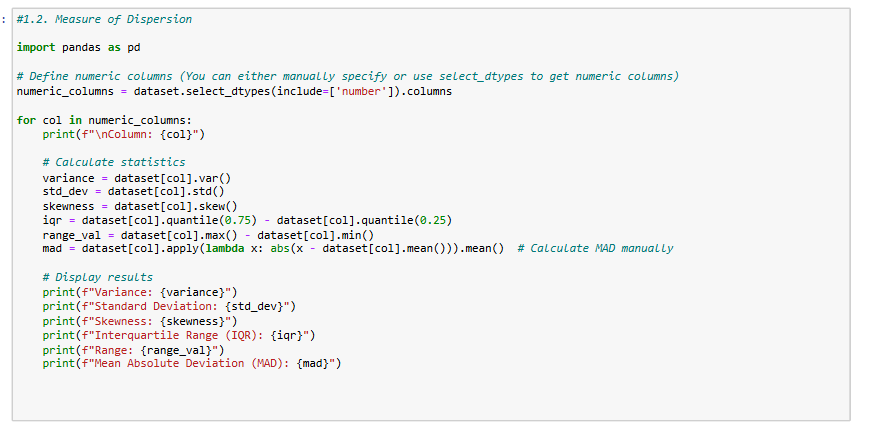 : #1.2. Measure of Dispersion
import pandas as pd
# Define numeric columns (You can either manually specify or use select_dtypes to get numeric columns)
numeric_columns = dataset.select_dtypes(include=['number']).columns
for col in numeric_columns:
    print(f"\nColumn: {col}")
    # Calculate statistics
    variance = dataset[col].var()
    std_dev = dataset[col].std()
    skewness = dataset[col].skew()
    iqr = dataset[col].quantile(0.75) - dataset[col].quantile(0.25)
    range_val = dataset[col].max() - dataset[col].min()
    mad = dataset[col].apply(lambda x: abs(x - dataset[col].mean())).mean()  # Calculate MAD manually
    # Display results
    print(f"Variance: {variance}")
    print(f"Standard Deviation: {std_dev}")
    print(f"Skewness: {skewness}")
    print(f"Interquartile Range (IQR): {iqr}")
    print(f"Range: {range_val}")
    print(f"Mean Absolute Deviation (MAD): {mad}")